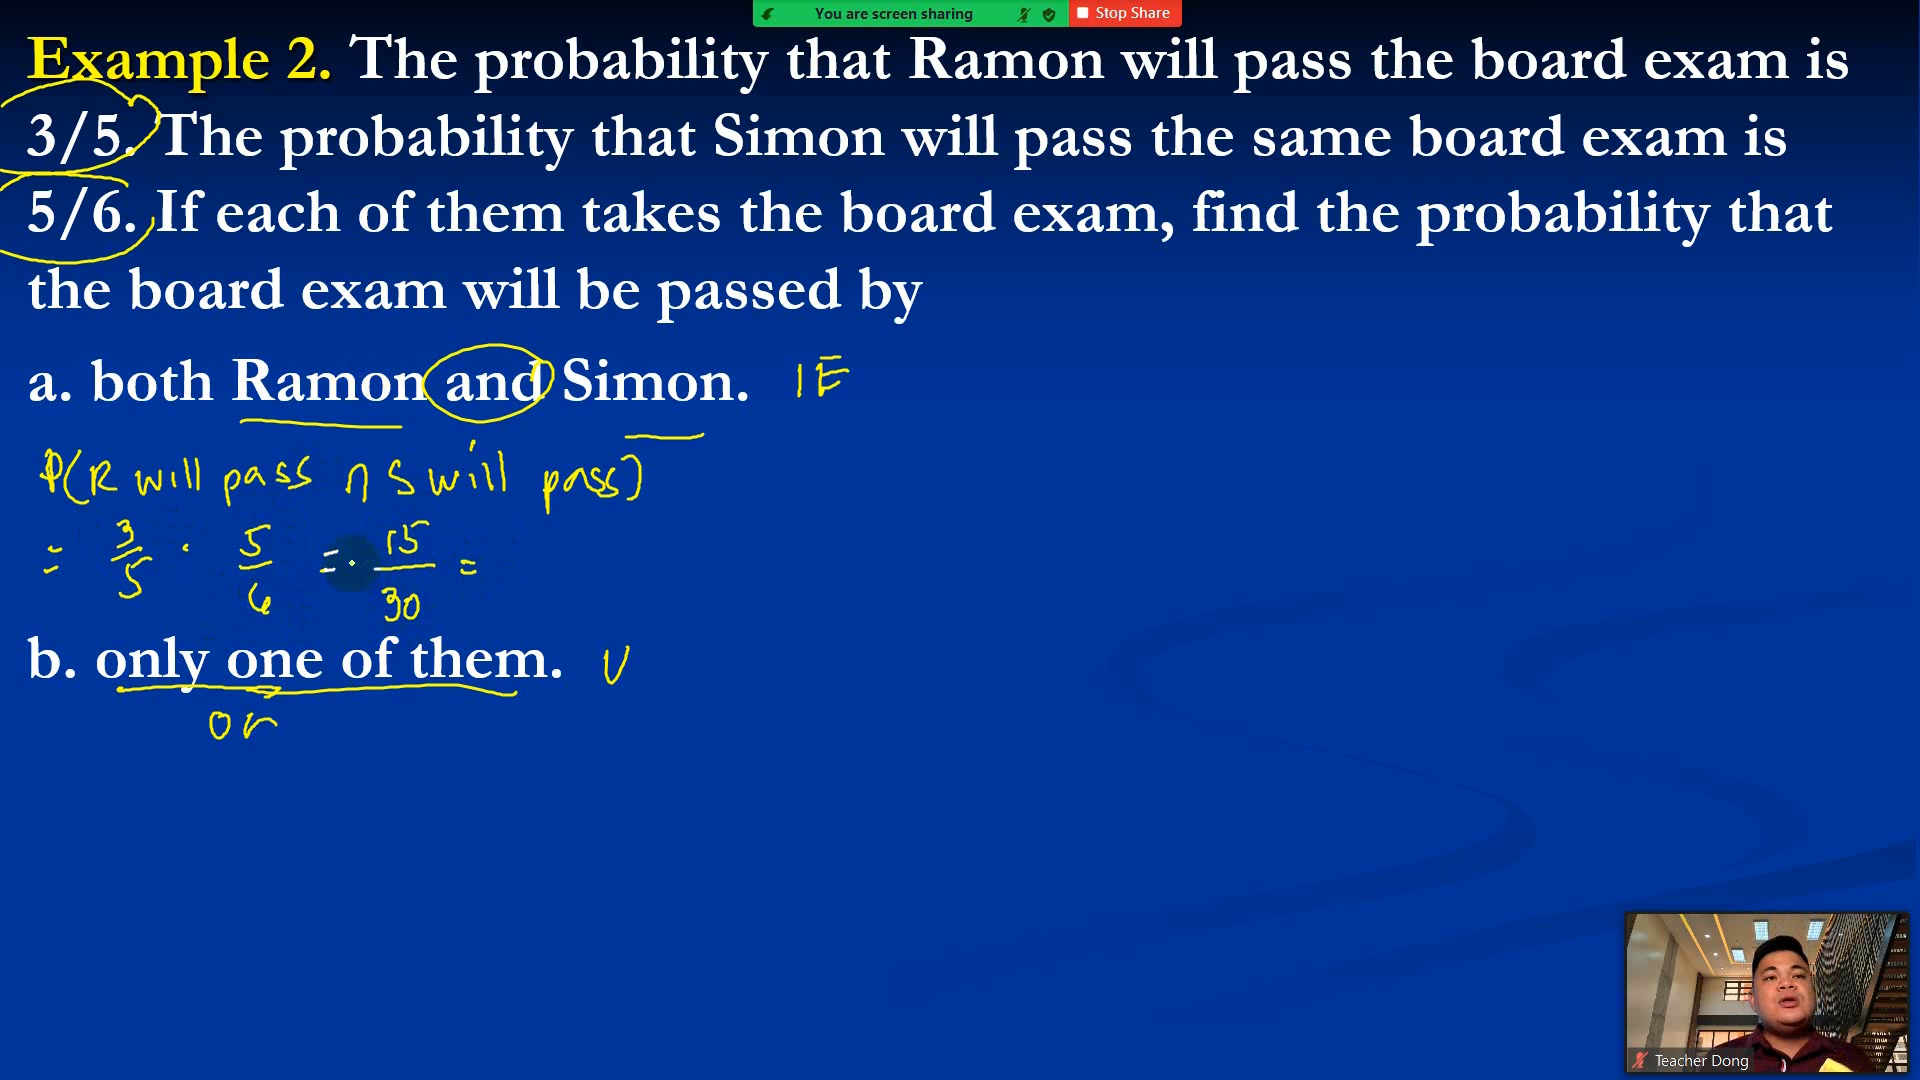 You are screen sharing Stop Share
Example 2. The probability that Ramon will pass the board exam is
3/5. The probability that Simon will pass the same board exam is
5/6. If each of them takes the board exam, find the probability that
the board exam will be passed by
a. both Ramon and Simon. IE
P(R will pass ∩ S will pass)
= 3/5 · 5/6 = 15/30 =
b. only one of them. U
or
Teacher Dong